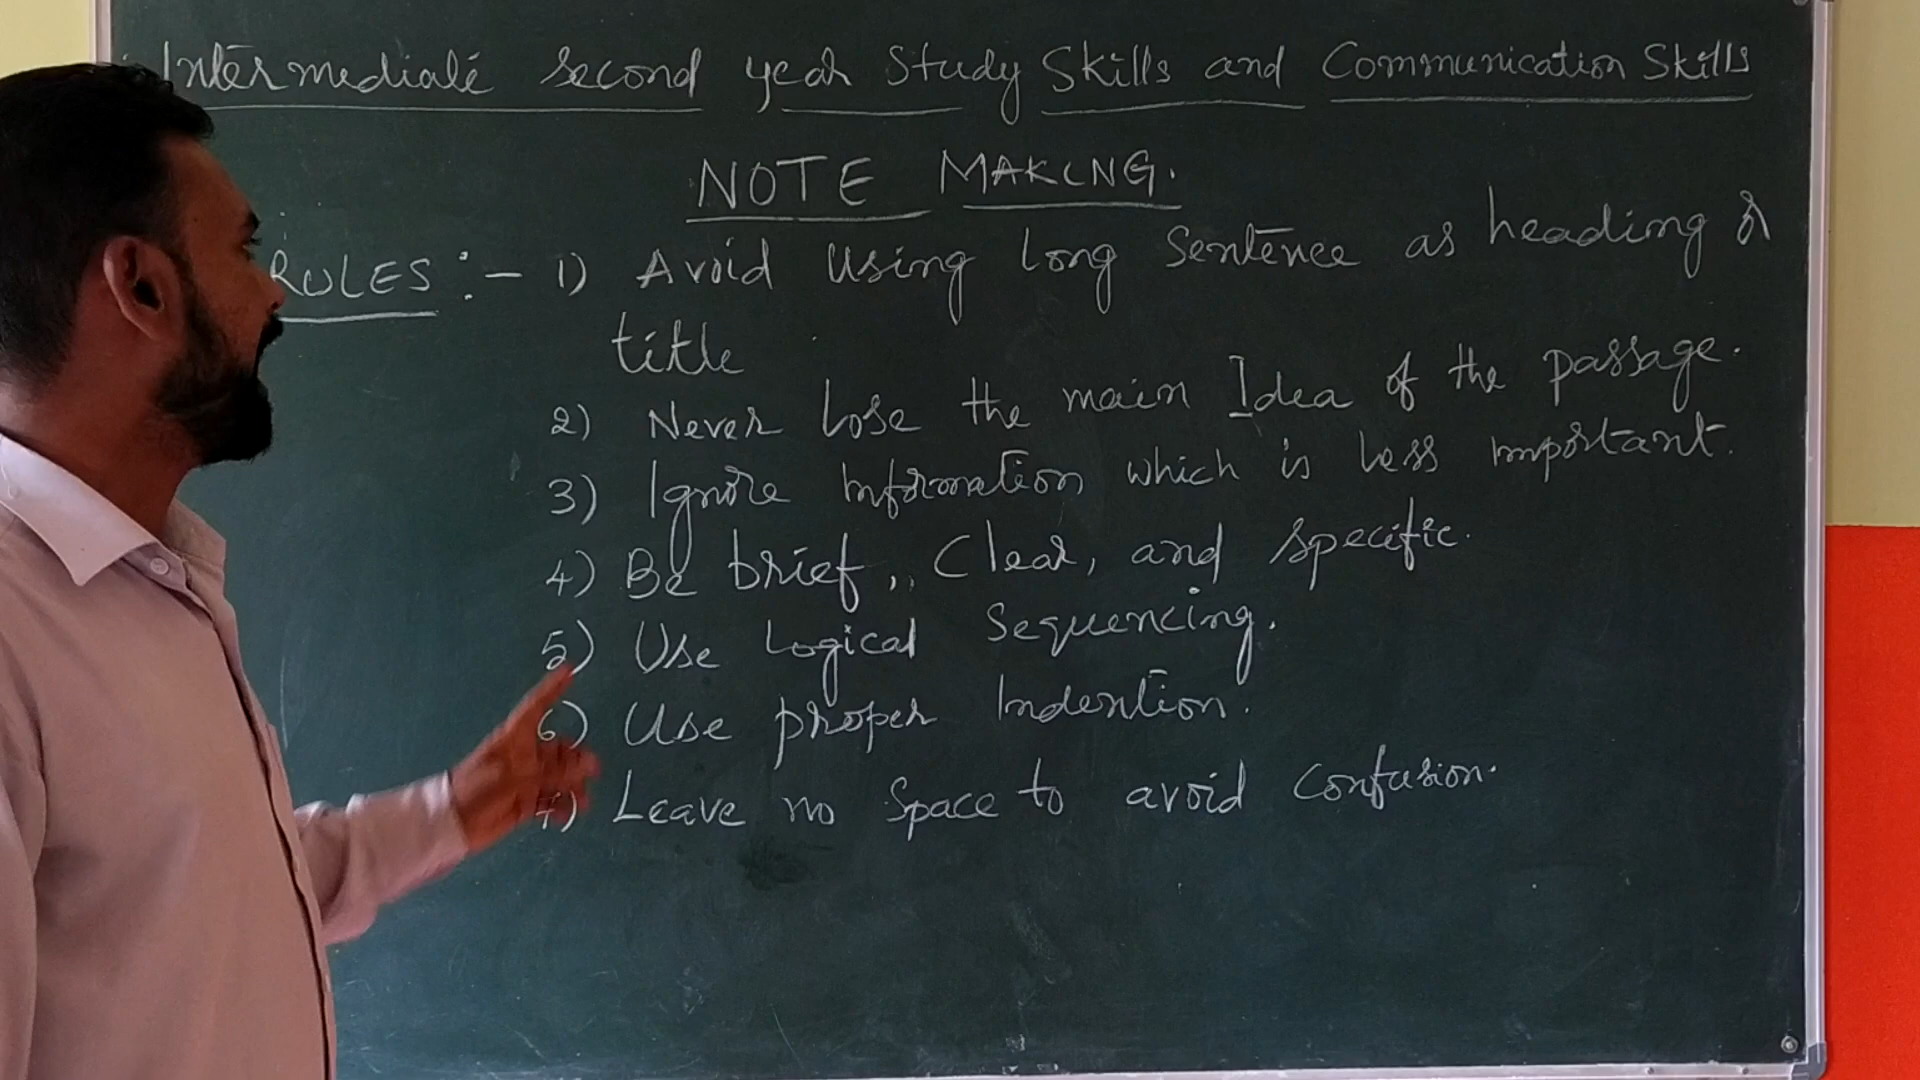 Intermediate second year Study Skills and Communication Skills
NOTE MAKING.
RULES :- 1) Avoid using long sentence as heading or
title
2) Never lose the main Idea of the passage.
3) Ignore Information which is less important.
4) Be brief, clear, and specific.
5) Use Logical Sequencing.
6) Use proper Indention.
7) Leave no Space to avoid confusion.